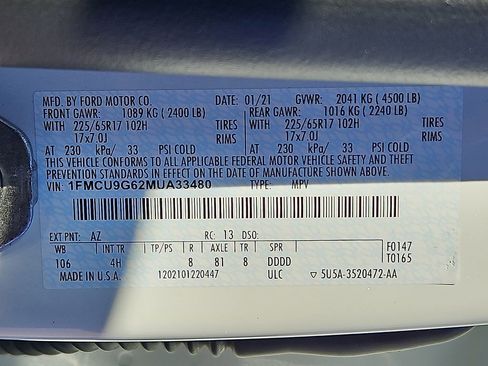 MFD. BY FORD MOTOR CO. DATE: 01/21 GVWR: 2041 KG (4500 LB)
FRONT GAWR: 1089 KG (2400 LB) REAR GAWR: 1016 KG (2240 LB)
WITH 225/65R17 102H TIRES WITH 225/65R17 102H TIRES
17x7.0J RIMS 17x7.0J RIMS
AT 230 kPa/ 33 PSI COLD AT 230 kPa/ 33 PSI COLD
THIS VEHICLE CONFORMS TO ALL APPLICABLE FEDERAL MOTOR VEHICLE SAFETY AND THEFT
PREVENTION STANDARDS IN EFFECT ON THE DATE OF MANUFACTURE SHOWN ABOVE.
VIN: 1FMCU9G62MUA33480 TYPE: MPV
EXT PNT: AZ RC: 13 DSO:
WB INT TR TP/PS R AXLE TR SPR F0147
106 4H 8 81 8 DDDD T0165
MADE IN U.S.A. 1202101220447 ULC 5U5A-3520472-AA